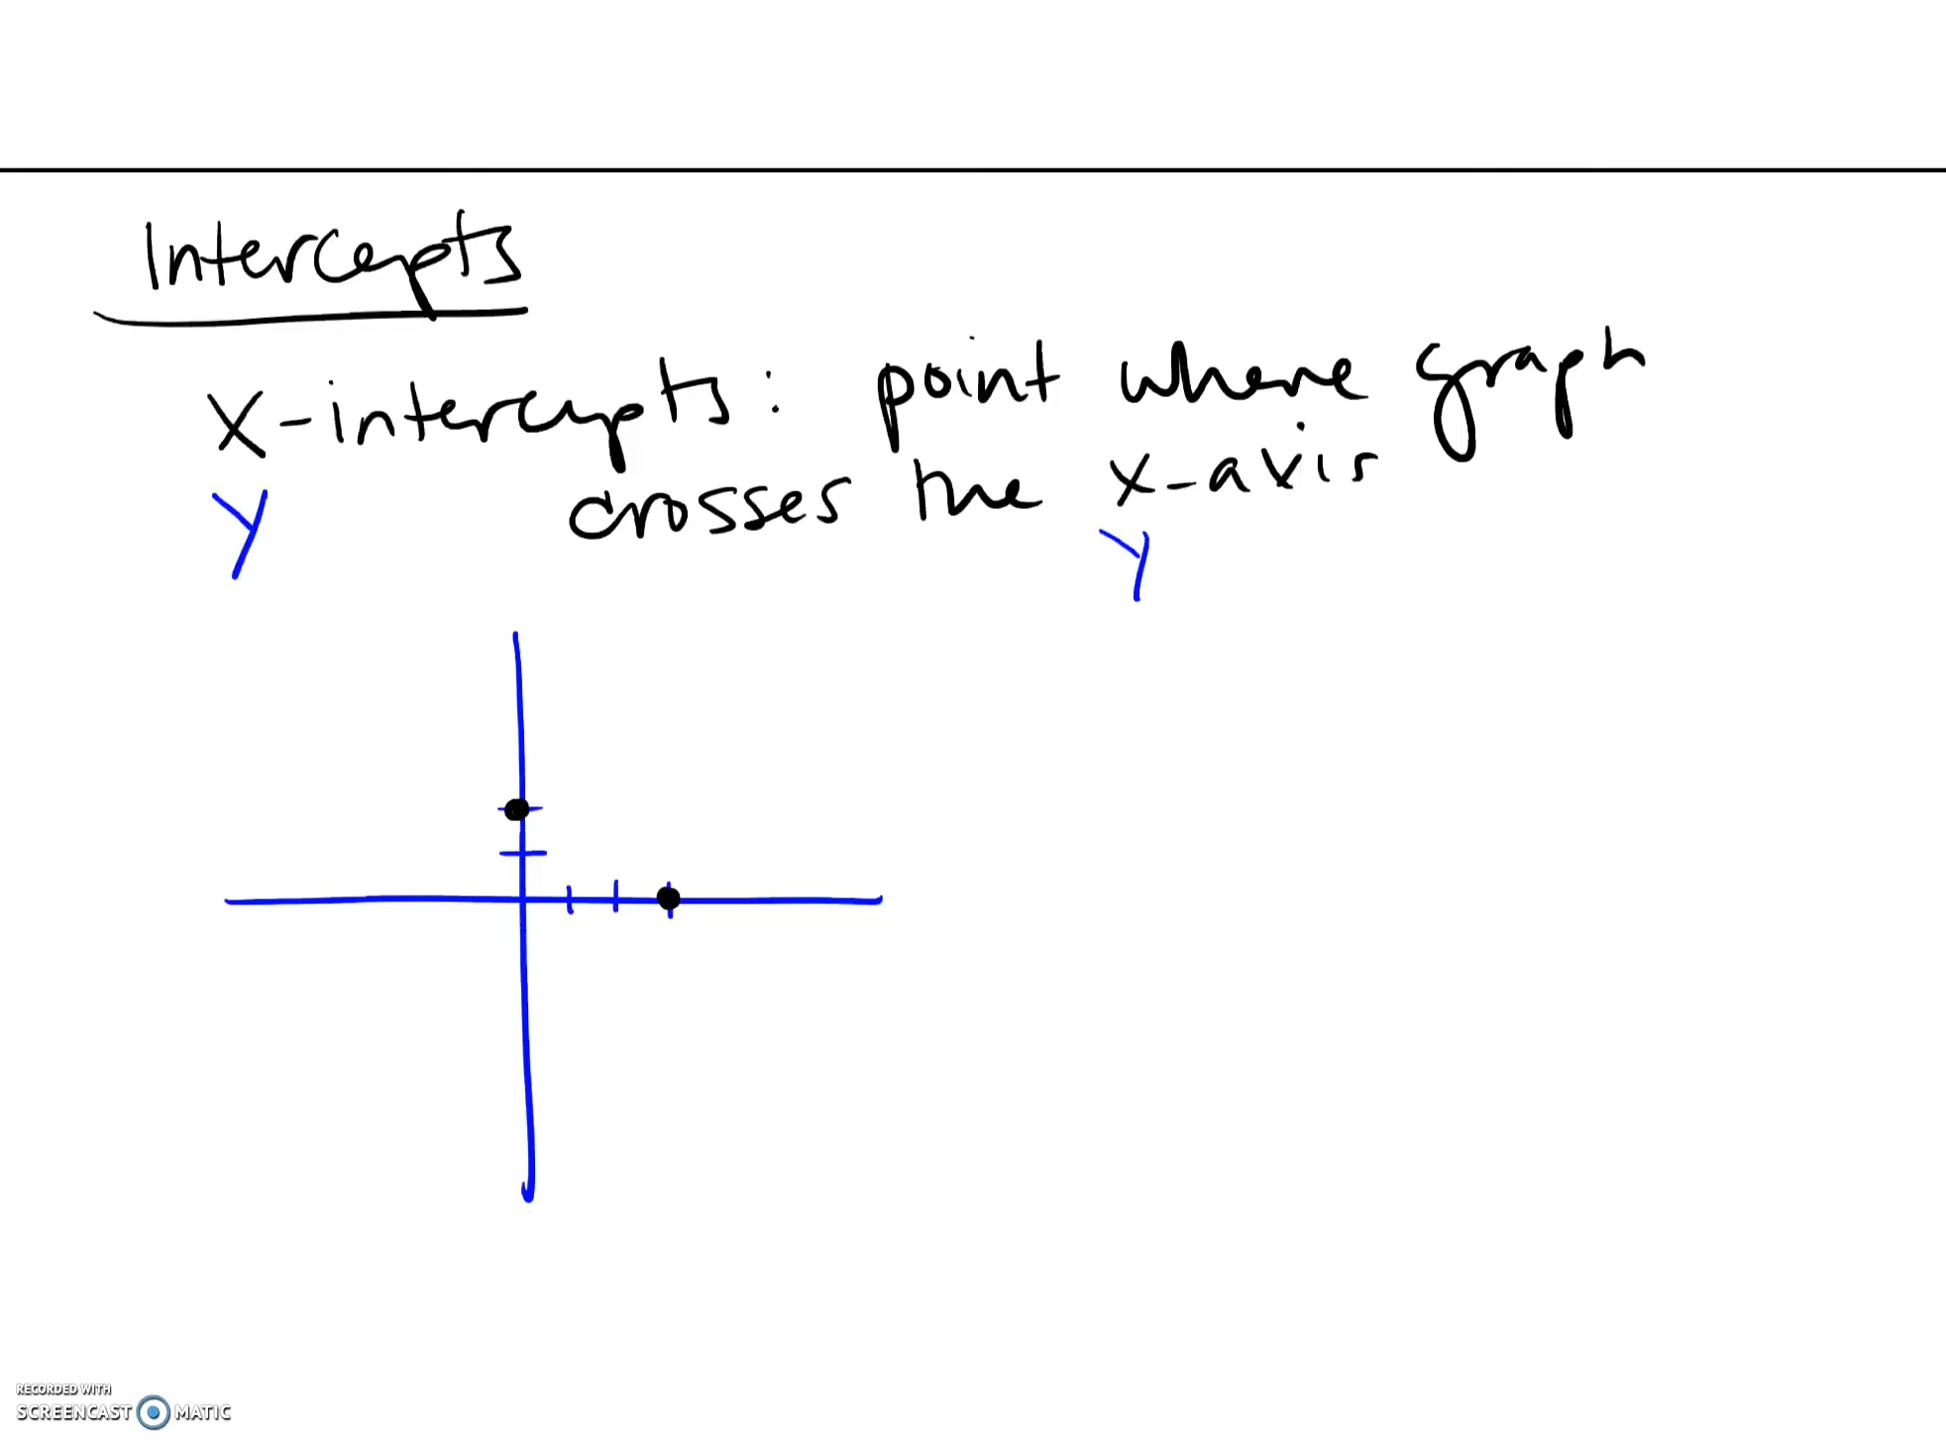 Intercepts
x-intercepts: point where graph
crosses the x-axis
y
y
RECORDED WITH
SCREENCAST MATIC